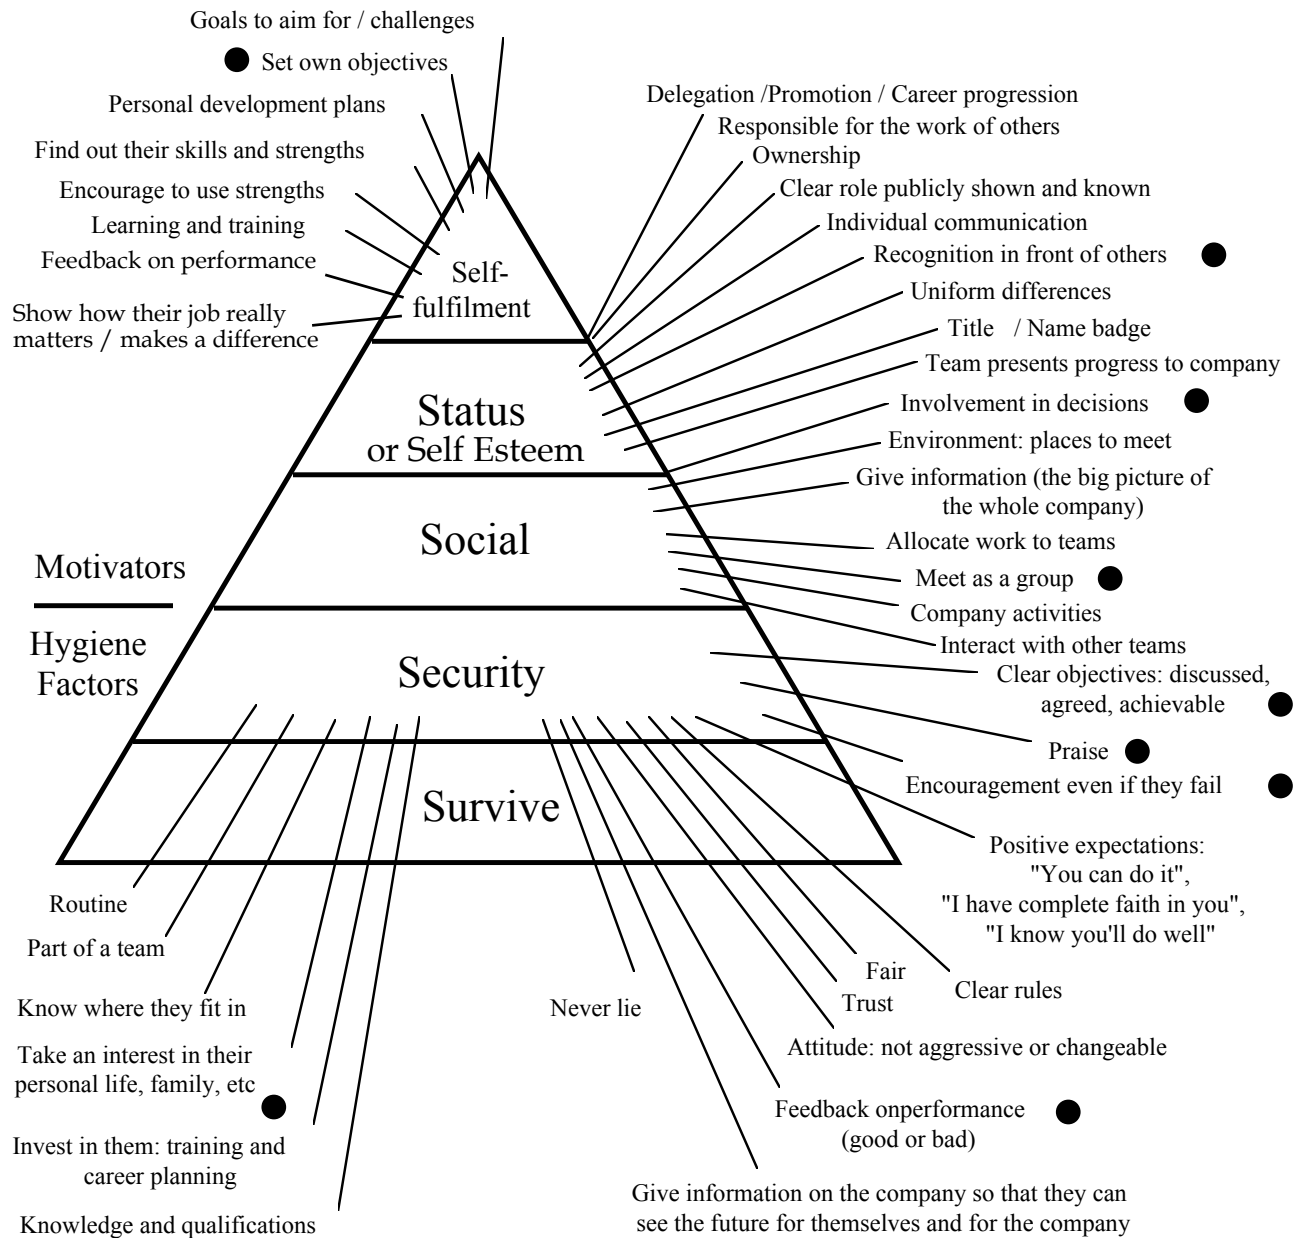 Goals to aim for / challenges
Set own objectives
Personal development plans
Find out their skills and strengths
Encourage to use strengths
Learning and training
Feedback on performance
Show how their job really
matters / makes a difference
Delegation /Promotion / Career progression
Responsible for the work of others
Ownership
Clear role publicly shown and known
Individual communication
Recognition in front of others
Uniform differences
Title / Name badge
Team presents progress to company
Involvement in decisions
Environment: places to meet
Give information (the big picture of
the whole company)
Allocate work to teams
Meet as a group
Company activities
Interact with other teams
Clear objectives: discussed,
agreed, achievable
Praise
Encouragement even if they fail
Positive expectations:
"You can do it",
"I have complete faith in you",
"I know you'll do well"
Self-
fulfilment
Status
or Self Esteem
Social
Motivators
Hygiene
Factors
Security
Survive
Routine
Part of a team
Know where they fit in
Take an interest in their
personal life, family, etc
Invest in them: training and
career planning
Knowledge and qualifications
Never lie
Fair
Trust
Clear rules
Attitude: not aggressive or changeable
Feedback onperformance
(good or bad)
Give information on the company so that they can
see the future for themselves and for the company